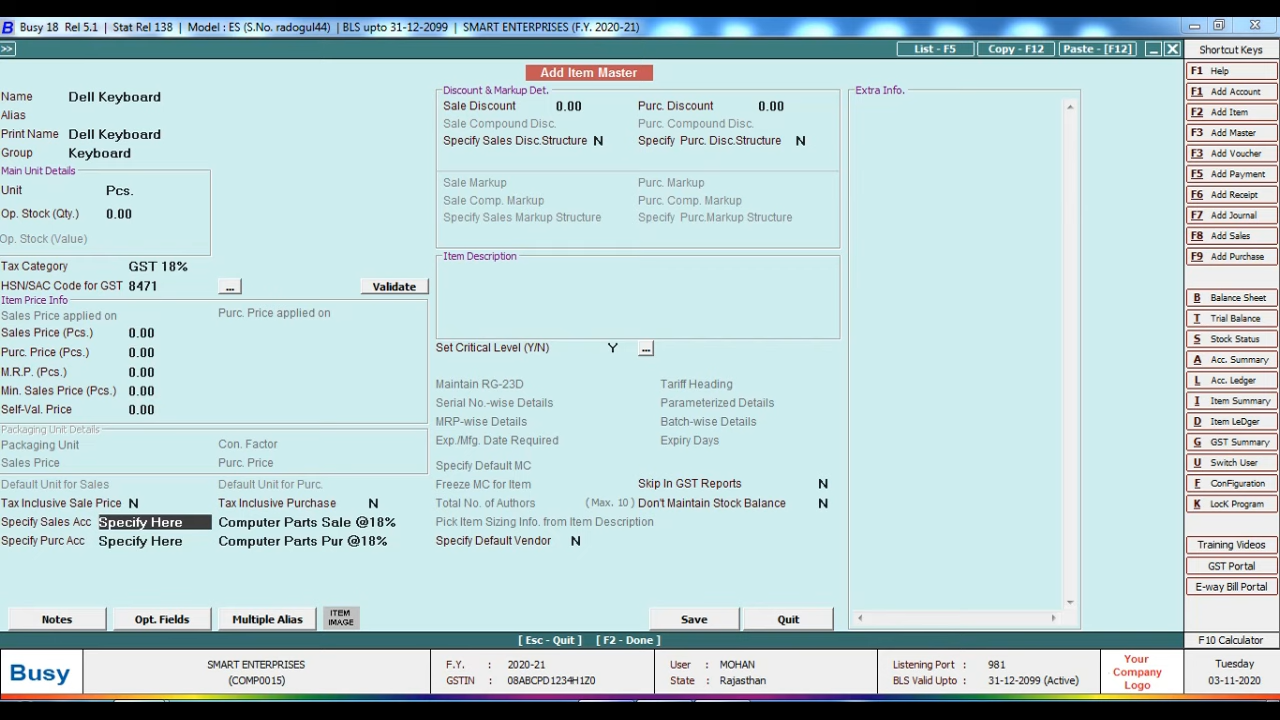 B Busy 18 Rel 5.1 | Stat Rel 138 | Model : ES (S.No. radogul44) | BLS upto 31-12-2099 | SMART ENTERPRISES (F.Y. 2020-21)
>> List - F5 Copy - F12 Paste - [F12]
Add Item Master
Name Dell Keyboard
Alias
Print Name Dell Keyboard
Group Keyboard
Main Unit Details
Unit Pcs.
Op. Stock (Qty.) 0.00
Op. Stock (Value)
Tax Category GST 18%
HSN/SAC Code for GST 8471 ... Validate
Item Price Info
Sales Price applied on Purc. Price applied on
Sales Price (Pcs.) 0.00
Purc. Price (Pcs.) 0.00
M.R.P. (Pcs.) 0.00
Min. Sales Price (Pcs.) 0.00
Self-Val. Price 0.00
Packaging Unit Details
Packaging Unit Con. Factor
Sales Price Purc. Price
Default Unit for Sales Default Unit for Purc.
Tax Inclusive Sale Price N Tax Inclusive Purchase N
Specify Sales Acc Specify Here Computer Parts Sale @18%
Specify Purc Acc Specify Here Computer Parts Pur @18%
Discount & Markup Det.
Sale Discount 0.00 Purc. Discount 0.00
Sale Compound Disc. Purc. Compound Disc.
Specify Sales Disc.Structure N Specify Purc. Disc.Structure N
Sale Markup Purc. Markup
Sale Comp. Markup Purc. Comp. Markup
Specify Sales Markup Structure Specify Purc.Markup Structure
Item Description
Set Critical Level (Y/N) Y ...
Maintain RG-23D Tariff Heading
Serial No.-wise Details Parameterized Details
MRP-wise Details Batch-wise Details
Exp./Mfg. Date Required Expiry Days
Specify Default MC
Freeze MC for Item Skip In GST Reports N
Total No. of Authors (Max. 10) Don't Maintain Stock Balance N
Pick Item Sizing Info. from Item Description
Specify Default Vendor N
Extra Info.
Notes Opt. Fields Multiple Alias ITEM IMAGE Save Quit
[ Esc - Quit ] [ F2 - Done ]
Shortcut Keys
F1 Help
F1 Add Account
F2 Add Item
F3 Add Master
F3 Add Voucher
F5 Add Payment
F6 Add Receipt
F7 Add Journal
F8 Add Sales
F9 Add Purchase
B Balance Sheet
T Trial Balance
S Stock Status
A Acc. Summary
L Acc. Ledger
I Item Summary
D Item LeDger
G GST Summary
U Switch User
F ConFiguration
K LocK Program
Training Videos
GST Portal
E-way Bill Portal
F10 Calculator
Busy
SMART ENTERPRISES
(COMP0015)
F.Y. : 2020-21
GSTIN : 08ABCPD1234H1Z0
User : MOHAN
State : Rajasthan
Listening Port : 981
BLS Valid Upto : 31-12-2099 (Active)
Your
Company
Logo
Tuesday
03-11-2020